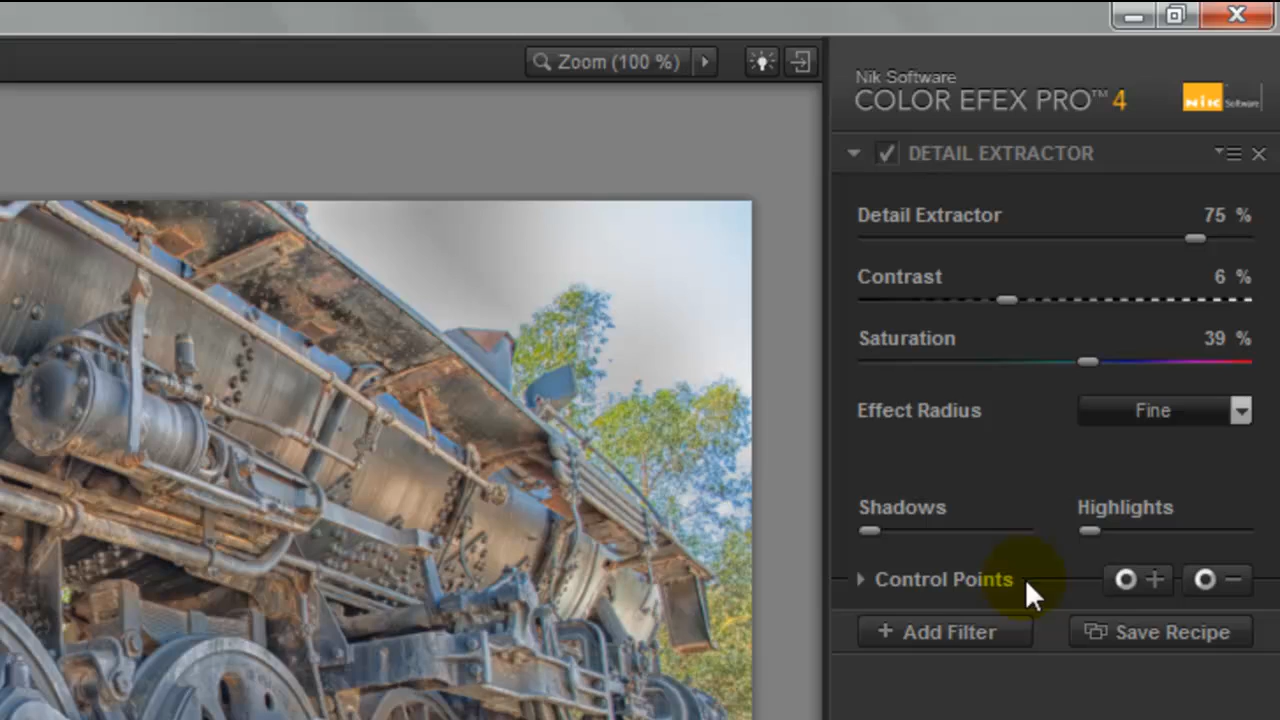 Zoom (100 %)
Nik Software
COLOR EFEX PRO™ 4
NiK Software
DETAIL EXTRACTOR
Detail Extractor 75 %
Contrast 6 %
Saturation 39 %
Effect Radius Fine
Shadows Highlights
Control Points
+ Add Filter Save Recipe